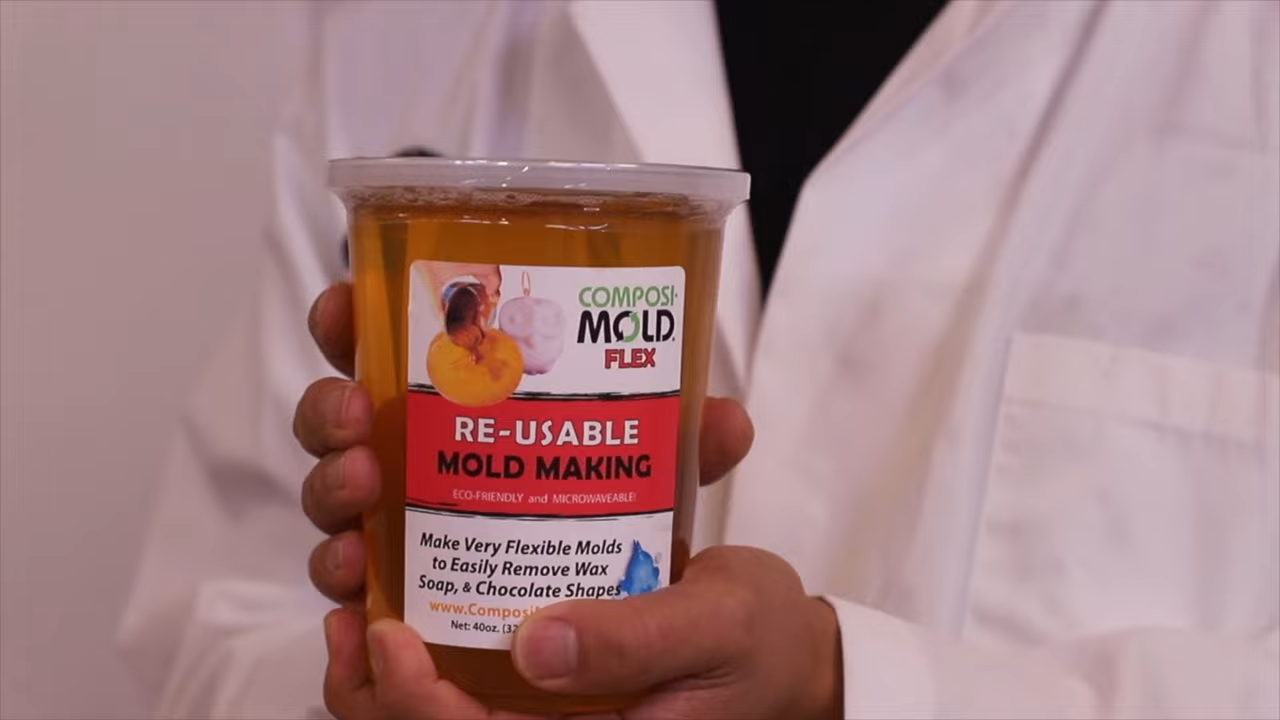 COMPOSI-
MOLD
FLEX
RE-USABLE
MOLD MAKING
ECO-FRIENDLY and MICROWAVEABLE!
Make Very Flexible Molds
to Easily Remove Wax
Soap, & Chocolate Shapes
Net: 40oz.